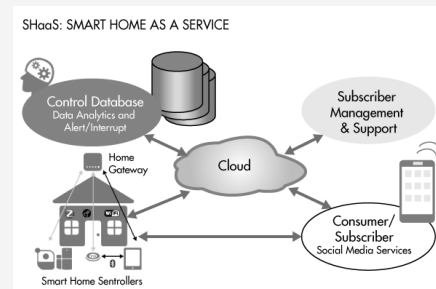 SHaaS: SMART HOME AS A SERVICE
Control Database
Data Analytics and
Alert/Interrupt
Subscriber
Management
& Support
Home
Gateway
Cloud
Consumer/
Subscriber
Social Media Services
Smart Home Sentrollers